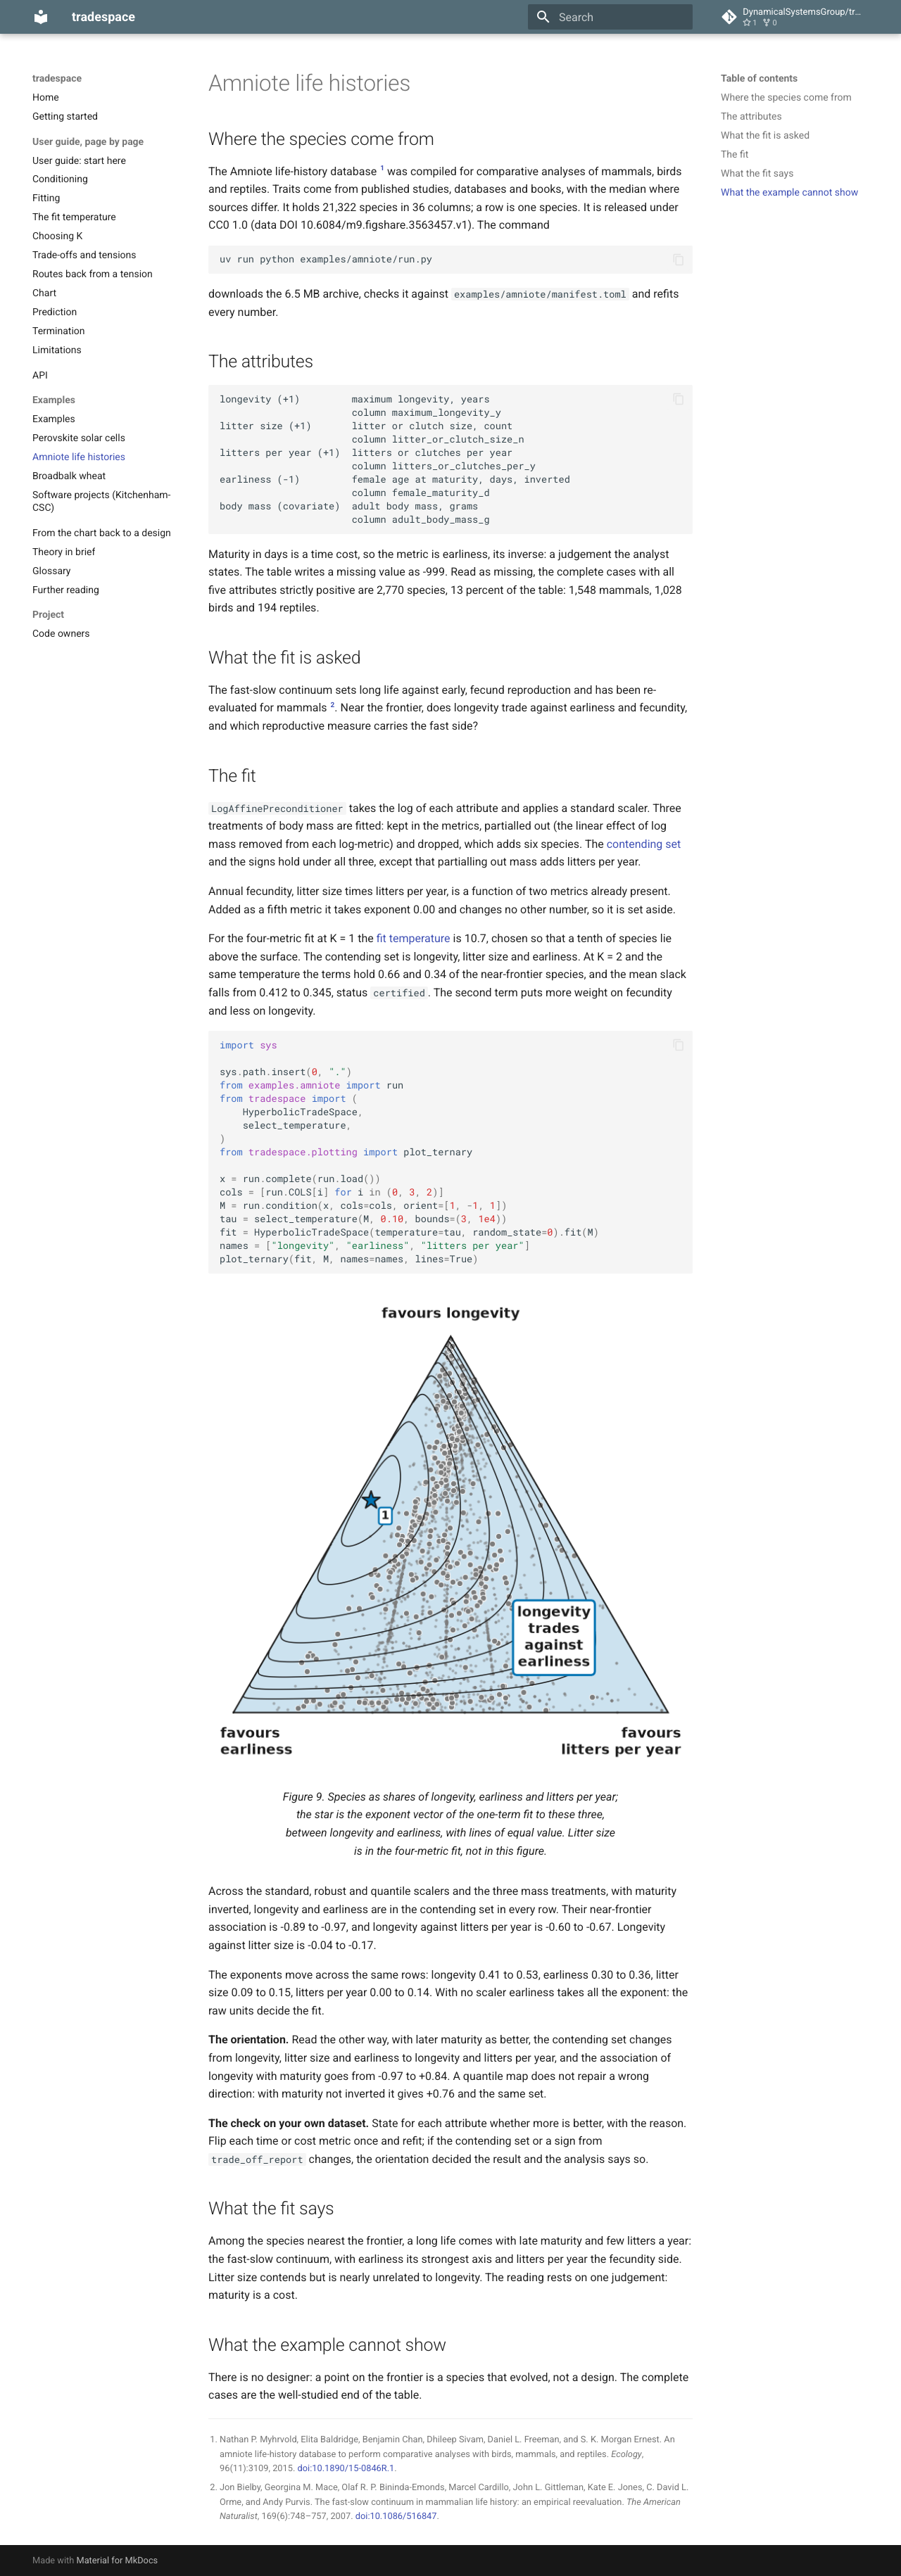 tradespace
Search
DynamicalSystemsGroup/tr...
1 0
tradespace
Home
Getting started
User guide, page by page
User guide: start here
Conditioning
Fitting
The fit temperature
Choosing K
Trade-offs and tensions
Routes back from a tension
Chart
Prediction
Termination
Limitations
API
Examples
Examples
Perovskite solar cells
Amniote life histories
Broadbalk wheat
Software projects (Kitchenham-
CSC)
From the chart back to a design
Theory in brief
Glossary
Further reading
Project
Code owners
Amniote life histories
Where the species come from
The Amniote life-history database 1 was compiled for comparative analyses of mammals, birds
and reptiles. Traits come from published studies, databases and books, with the median where
sources differ. It holds 21,322 species in 36 columns; a row is one species. It is released under
CC0 1.0 (data DOI 10.6084/m9.figshare.3563457.v1). The command
uv run python examples/amniote/run.py
downloads the 6.5 MB archive, checks it against examples/amniote/manifest.toml and refits
every number.
The attributes
longevity (+1) maximum longevity, years
column maximum_longevity_y
litter size (+1) litter or clutch size, count
column litter_or_clutch_size_n
litters per year (+1) litters or clutches per year
column litters_or_clutches_per_y
earliness (-1) female age at maturity, days, inverted
column female_maturity_d
body mass (covariate) adult body mass, grams
column adult_body_mass_g
Maturity in days is a time cost, so the metric is earliness, its inverse: a judgement the analyst
states. The table writes a missing value as -999. Read as missing, the complete cases with all
five attributes strictly positive are 2,770 species, 13 percent of the table: 1,548 mammals, 1,028
birds and 194 reptiles.
What the fit is asked
The fast-slow continuum sets long life against early, fecund reproduction and has been re-
evaluated for mammals 2. Near the frontier, does longevity trade against earliness and fecundity,
and which reproductive measure carries the fast side?
The fit
LogAffinePreconditioner takes the log of each attribute and applies a standard scaler. Three
treatments of body mass are fitted: kept in the metrics, partialled out (the linear effect of log
mass removed from each log-metric) and dropped, which adds six species. The contending set
and the signs hold under all three, except that partialling out mass adds litters per year.
Annual fecundity, litter size times litters per year, is a function of two metrics already present.
Added as a fifth metric it takes exponent 0.00 and changes no other number, so it is set aside.
For the four-metric fit at K = 1 the fit temperature is 10.7, chosen so that a tenth of species lie
above the surface. The contending set is longevity, litter size and earliness. At K = 2 and the
same temperature the terms hold 0.66 and 0.34 of the near-frontier species, and the mean slack
falls from 0.412 to 0.345, status certified. The second term puts more weight on fecundity
and less on longevity.
import sys
sys.path.insert(0, ".")
from examples.amniote import run
from tradespace import (
HyperbolicTradeSpace,
select_temperature,
)
from tradespace.plotting import plot_ternary
x = run.complete(run.load())
cols = [run.COLS[i] for i in (0, 3, 2)]
M = run.condition(x, cols=cols, orient=[1, -1, 1])
tau = select_temperature(M, 0.10, bounds=(3, 1e4))
fit = HyperbolicTradeSpace(temperature=tau, random_state=0).fit(M)
names = ["longevity", "earliness", "litters per year"]
plot_ternary(fit, M, names=names, lines=True)
favours longevity
1
longevity
trades
against
earliness
favours
earliness
favours
litters per year
Figure 9. Species as shares of longevity, earliness and litters per year;
the star is the exponent vector of the one-term fit to these three,
between longevity and earliness, with lines of equal value. Litter size
is in the four-metric fit, not in this figure.
Across the standard, robust and quantile scalers and the three mass treatments, with maturity
inverted, longevity and earliness are in the contending set in every row. Their near-frontier
association is -0.89 to -0.97, and longevity against litters per year is -0.60 to -0.67. Longevity
against litter size is -0.04 to -0.17.
The exponents move across the same rows: longevity 0.41 to 0.53, earliness 0.30 to 0.36, litter
size 0.09 to 0.15, litters per year 0.00 to 0.14. With no scaler earliness takes all the exponent: the
raw units decide the fit.
The orientation. Read the other way, with later maturity as better, the contending set changes
from longevity, litter size and earliness to longevity and litters per year, and the association of
longevity with maturity goes from -0.97 to +0.84. A quantile map does not repair a wrong
direction: with maturity not inverted it gives +0.76 and the same set.
The check on your own dataset. State for each attribute whether more is better, with the reason.
Flip each time or cost metric once and refit; if the contending set or a sign from
trade_off_report changes, the orientation decided the result and the analysis says so.
What the fit says
Among the species nearest the frontier, a long life comes with late maturity and few litters a year:
the fast-slow continuum, with earliness its strongest axis and litters per year the fecundity side.
Litter size contends but is nearly unrelated to longevity. The reading rests on one judgement:
maturity is a cost.
What the example cannot show
There is no designer: a point on the frontier is a species that evolved, not a design. The complete
cases are the well-studied end of the table.
1. Nathan P. Myhrvold, Elita Baldridge, Benjamin Chan, Dhileep Sivam, Daniel L. Freeman, and S. K. Morgan Ernest. An
amniote life-history database to perform comparative analyses with birds, mammals, and reptiles. Ecology,
96(11):3109, 2015. doi:10.1890/15-0846R.1.
2. Jon Bielby, Georgina M. Mace, Olaf R. P. Bininda-Emonds, Marcel Cardillo, John L. Gittleman, Kate E. Jones, C. David L.
Orme, and Andy Purvis. The fast-slow continuum in mammalian life history: an empirical reevaluation. The American
Naturalist, 169(6):748–757, 2007. doi:10.1086/516847.
Table of contents
Where the species come from
The attributes
What the fit is asked
The fit
What the fit says
What the example cannot show
Made with Material for MkDocs